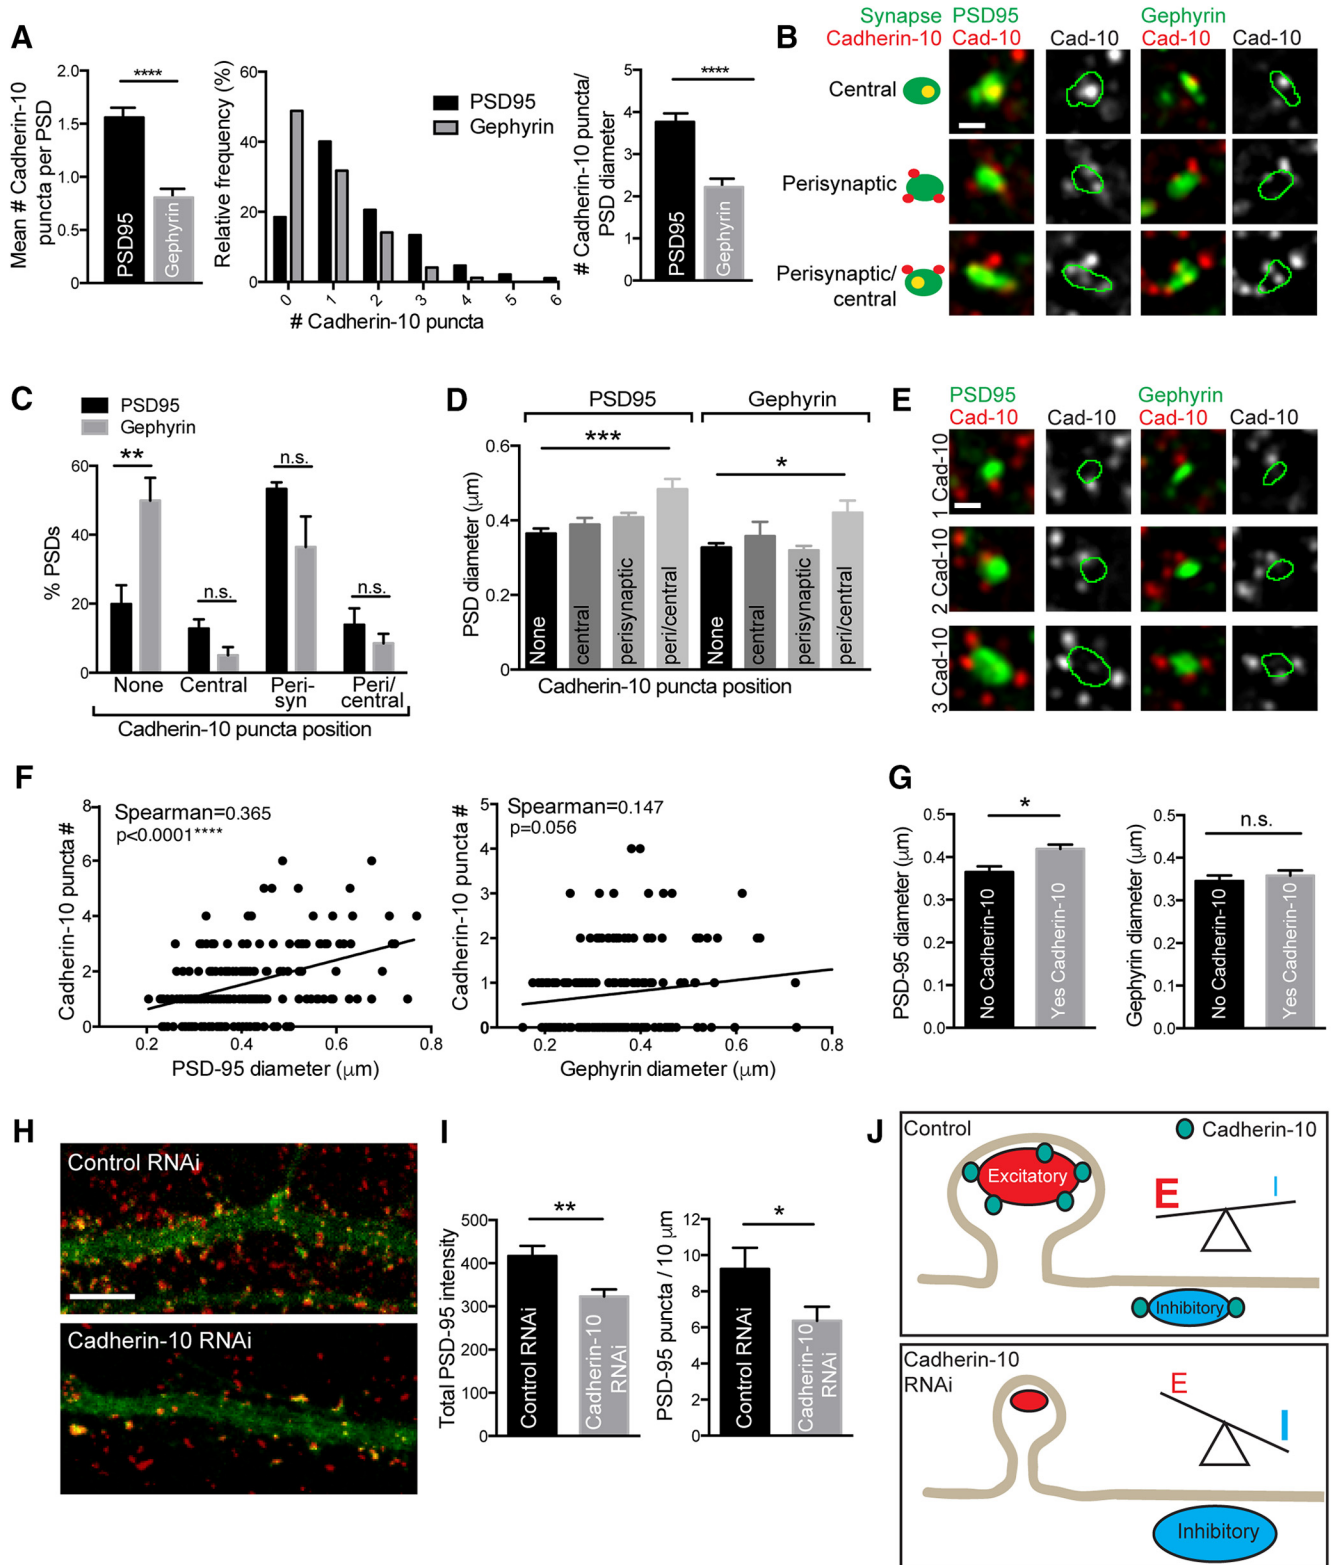 A
Mean # Cadherin-10
puncta per PSD
2.0
1.5
1.0
0.5
0
****
PSD95
Gephyrin
Relative frequency (%)
60
40
20
0
PSD95
Gephyrin
0 1 2 3 4 5 6
# Cadherin-10 puncta
# Cadherin-10 puncta/
PSD diameter
5
4
3
2
1
0
****
PSD95
Gephyrin
B
Synapse PSD95 Gephyrin
Cadherin-10 Cad-10 Cad-10 Cad-10 Cad-10
Central
Perisynaptic
Perisynaptic/
central
C
PSD95
Gephyrin
% PSDs
60
40
20
0
**
n.s.
n.s.
n.s.
None Central Peri-
syn Peri/
central
Cadherin-10 puncta position
D
PSD95 Gephyrin
PSD diameter (μm)
0.6
0.4
0.2
0
***
*
None
central
perisynaptic
peri/central
None
central
perisynaptic
peri/central
Cadherin-10 puncta position
E
PSD95 Gephyrin
Cad-10 Cad-10 Cad-10 Cad-10
1 Cad-10
2 Cad-10
3 Cad-10
F
Cadherin-10 puncta #
8
6
4
2
0
Spearman=0.365
p<0.0001****
0.2 0.4 0.6 0.8
PSD-95 diameter (μm)
Cadherin-10 puncta #
5
4
3
2
1
0
Spearman=0.147
p=0.056
0.2 0.4 0.6 0.8
Gephyrin diameter (μm)
G
PSD-95 diameter (μm)
0.5
0.4
0.3
0.2
0.1
0.0
*
No Cadherin-10
Yes Cadherin-10
Gephyrin diameter (μm)
0.5
0.4
0.3
0.2
0.1
0.0
n.s.
No Cadherin-10
Yes Cadherin-10
H
Control RNAi
Cadherin-10 RNAi
I
Total PSD-95 intensity
500
400
300
200
100
0
**
Control RNAi
Cadherin-10
RNAi
PSD-95 puncta / 10 μm
12
10
8
6
4
2
0
*
Control RNAi
Cadherin-10
RNAi
J
Control
Cadherin-10
Excitatory
E I
Inhibitory
Cadherin-10
RNAi
E
I
Inhibitory